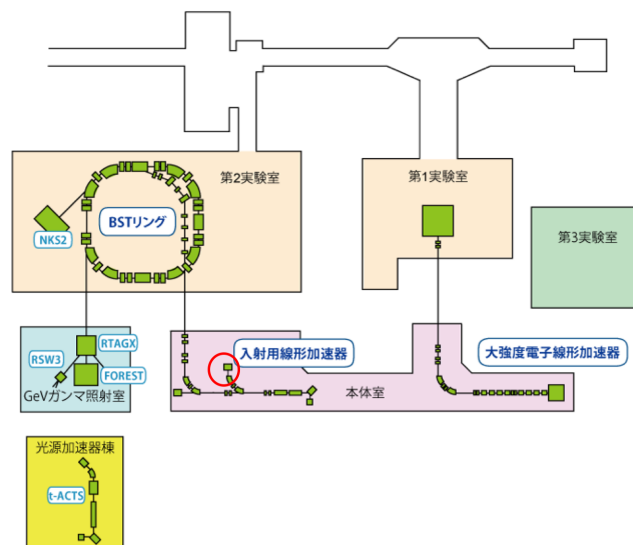 第2実験室
第1実験室
BSTリング
NKS2
第3実験室
RTAGX
RSW3
FOREST
GeVガンマ照射室
入射用線形加速器
大強度電子線形加速器
本体室
光源加速器棟
t-ACTS